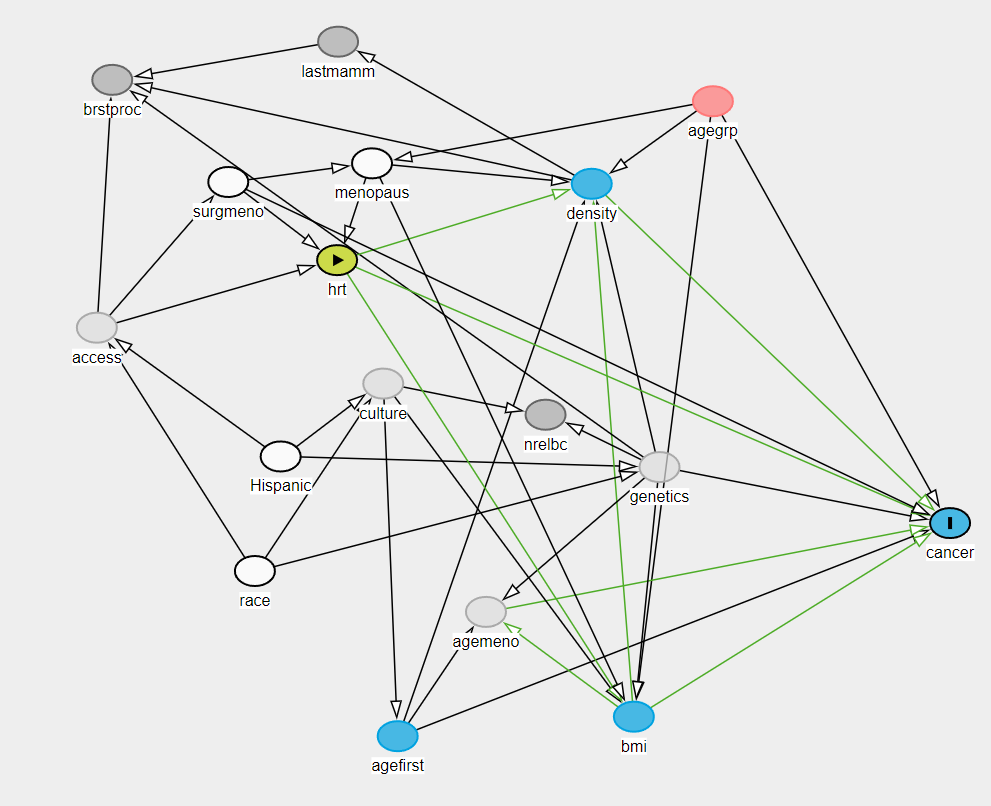 lastmamm
brstproc
agegrp
menopaus
surgmeno
density
hrt
access
culture
nrelbc
Hispanic
genetics
cancer
race
agemeno
bmi
agefirst